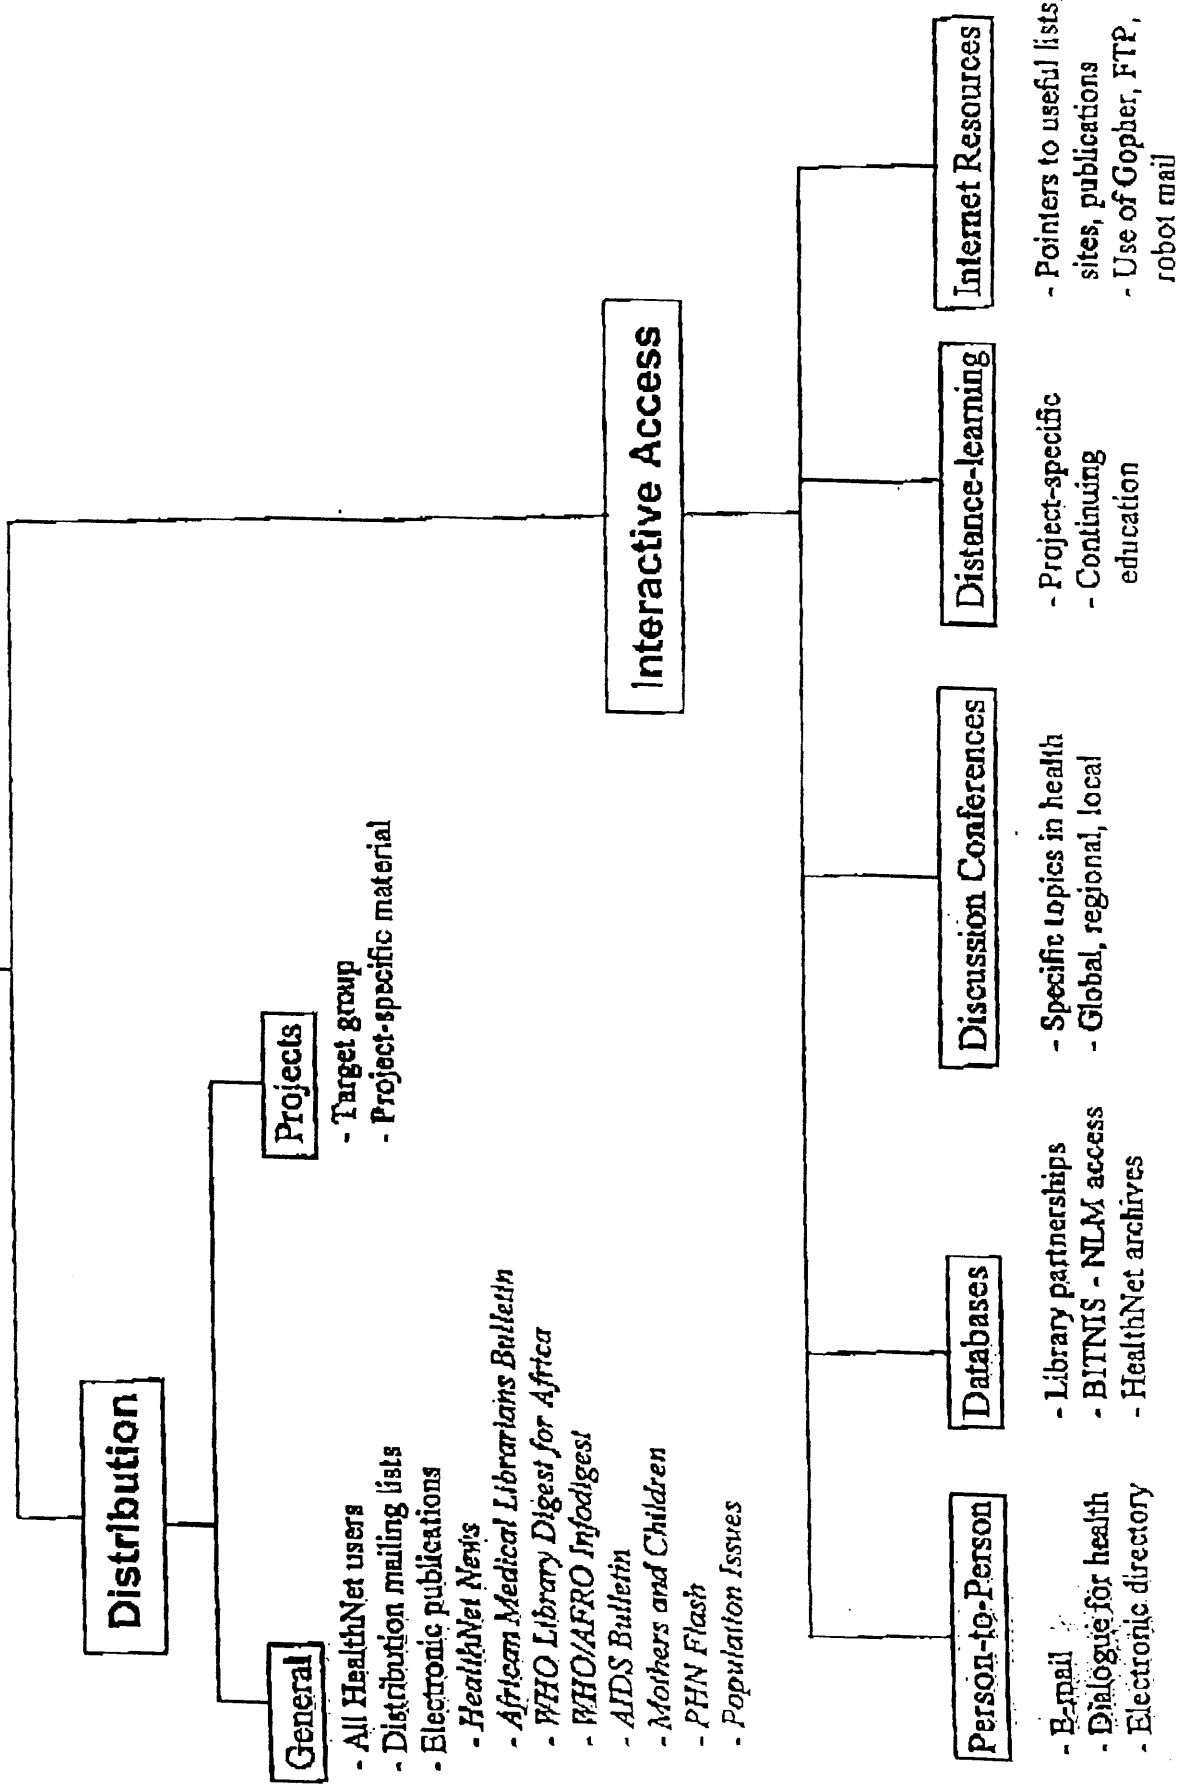 Distribution
General
- All HealthNet users
- Distribution mailing lists
- Electronic publications
- HealthNet News
- African Medical Librarians Bulletin
- WHO Library Digest for Africa
- WHO/AFRO Infodigest
- AIDS Bulletin
- Mothers and Children
- PHN Flash
- Population Issues
Projects
- Target group
- Project-specific material
Interactive Access
Person-to-Person
- E-mail
- Dialogue for health
- Electronic directory
Databases
- Library partnerships
- BITNIS - NLM access
- HealthNet archives
Discussion Conferences
- Specific topics in health
- Global, regional, local
Distance-learning
- Project-specific
- Continuing
education
Internet Resources
- Pointers to useful lists,
sites, publications
- Use of Gopher, FTP,
robot mail